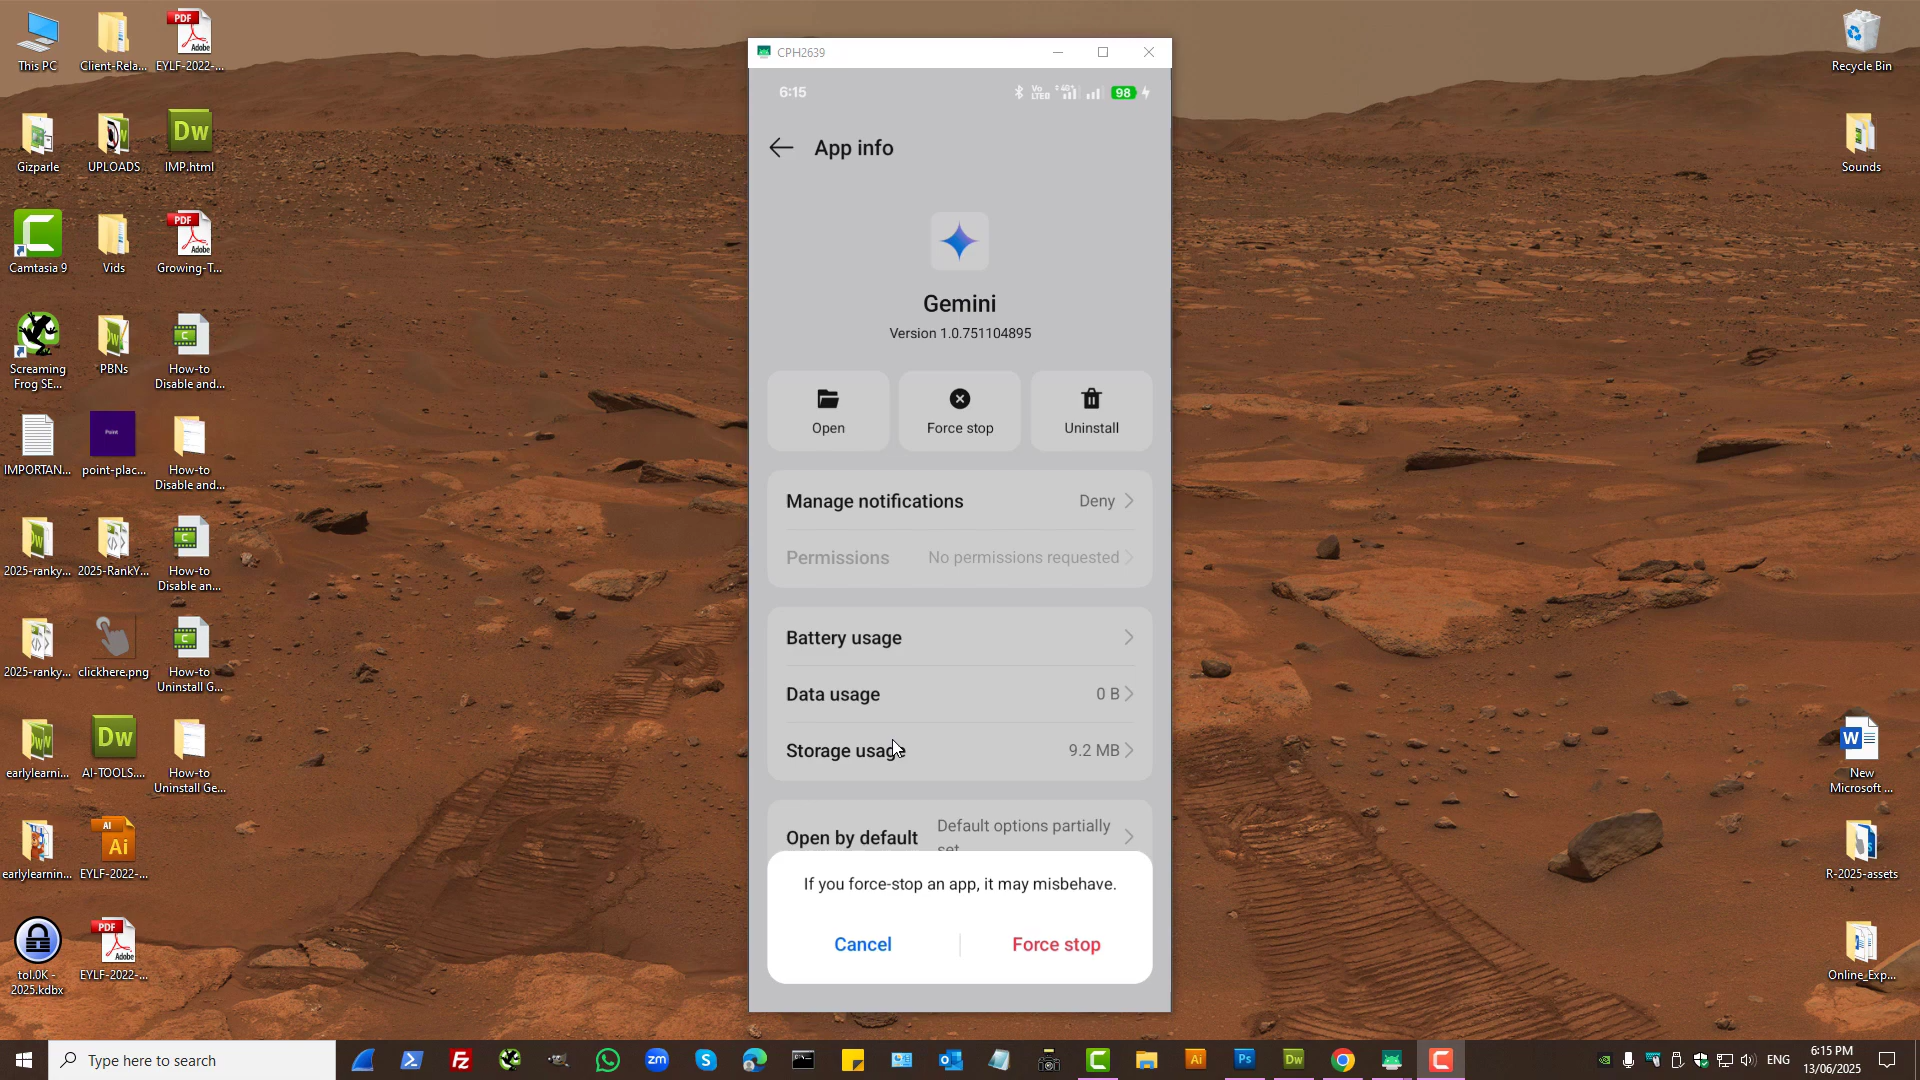 This PC
Client-Rela...
EYLF-2022-...
Gizparle
UPLOADS
IMP.html
Camtasia 9
Vids
Growing-T...
Screaming
Frog SE...
PBNs
How-to
Disable and...
IMPORTAN...
point-plac...
How-to
Disable and...
2025-ranky...
2025-RankY...
How-to
Disable an...
2025-ranky...
clickhere.png
How-to
Uninstall G...
earlylearni...
AI-TOOLS....
How-to
Uninstall Ge...
earlylearnin...
EYLF-2022-...
tol.0K -
2025.kdbx
EYLF-2022-...
CPH2639
6:15
98
App info
Gemini
Version 1.0.751104895
Open
Force stop
Uninstall
Manage notifications
Deny
Permissions
No permissions requested
Battery usage
Data usage
0 B
Storage usage
9.2 MB
Open by default
Default options partially
set
If you force-stop an app, it may misbehave.
Cancel
Force stop
Recycle Bin
Sounds
New
Microsoft ...
R-2025-assets
Online_Exp...
Type here to search
ENG
6:15 PM
13/06/2025